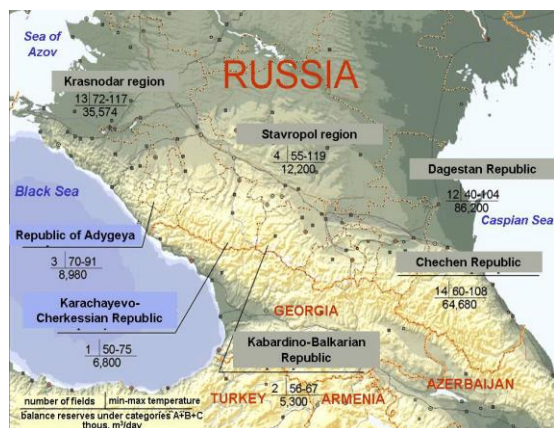 Sea of
Azov
Krasnodar region
13 72-117
35,574
RUSSIA
Stavropol region
4 55-119
12,200
Dagestan Republic
12 40-104
86,200
Black Sea
Caspian Sea
Republic of Adygeya
3 70-91
8,980
Chechen Republic
14 60-108
64,680
Karachayevo-
Cherkessian Republic
1 50-75
6,800
GEORGIA
Kabardino-Balkarian
Republic
2 56-67
5,300
TURKEY
ARMENIA
AZERBAIJAN
number of fields min-max temperature
balance reserves under categories A+B+C
thous. m³/day